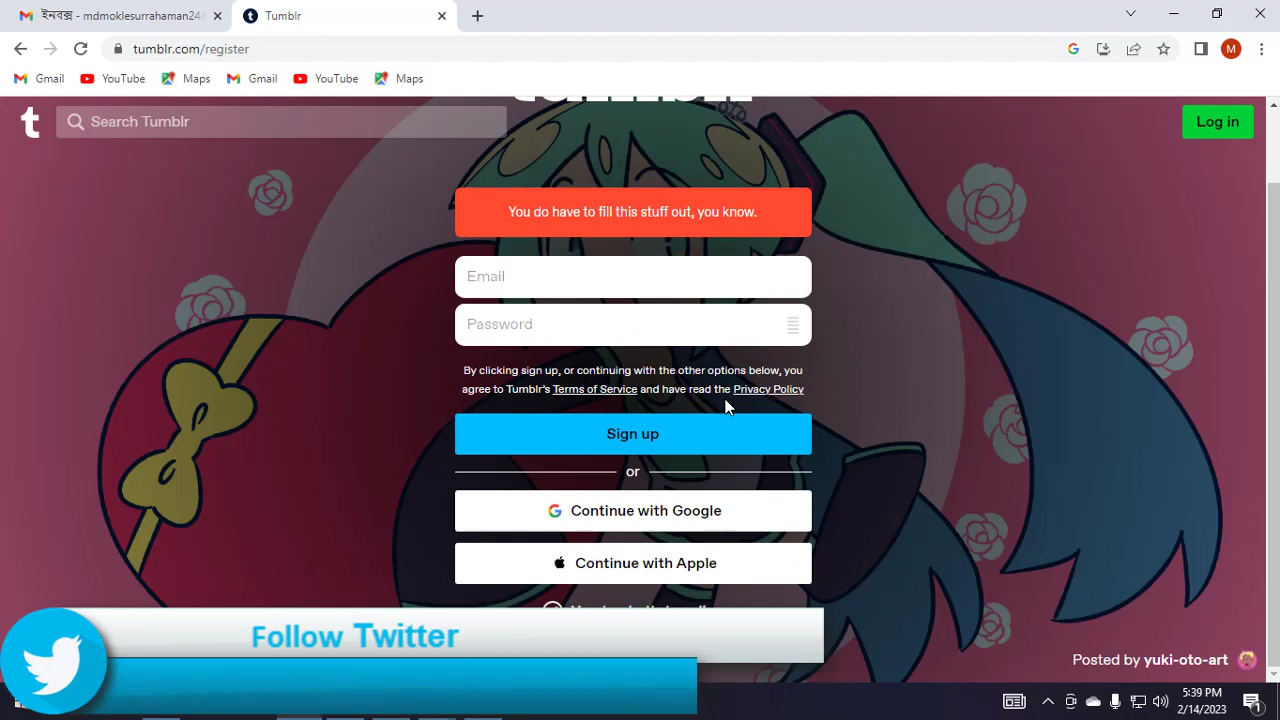 ইনবক্স - mdmoklesurrahaman24
Tumblr
tumblr.com/register
M
Gmail YouTube Maps Gmail YouTube Maps
t Search Tumblr Log in
You do have to fill this stuff out, you know.
Email
Password
By clicking sign up, or continuing with the other options below, you
agree to Tumblr's Terms of Service and have read the Privacy Policy
Sign up
or
Continue with Google
Continue with Apple
Follow Twitter
Posted by yuki-oto-art
5:39 PM
2/14/2023
1